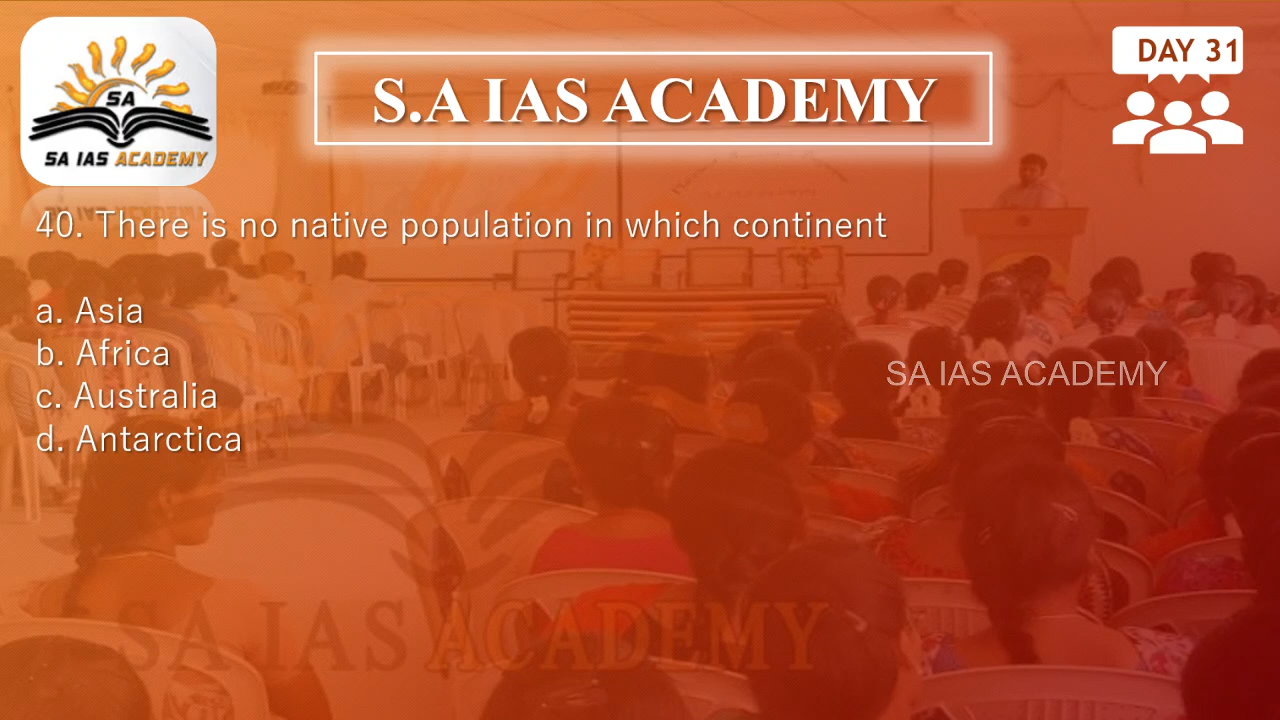 SA
SA IAS ACADEMY
S.A IAS ACADEMY
DAY 31
40. There is no native population in which continent
a. Asia
b. Africa
c. Australia
d. Antarctica
SA IAS ACADEMY
SA IAS ACADEMY